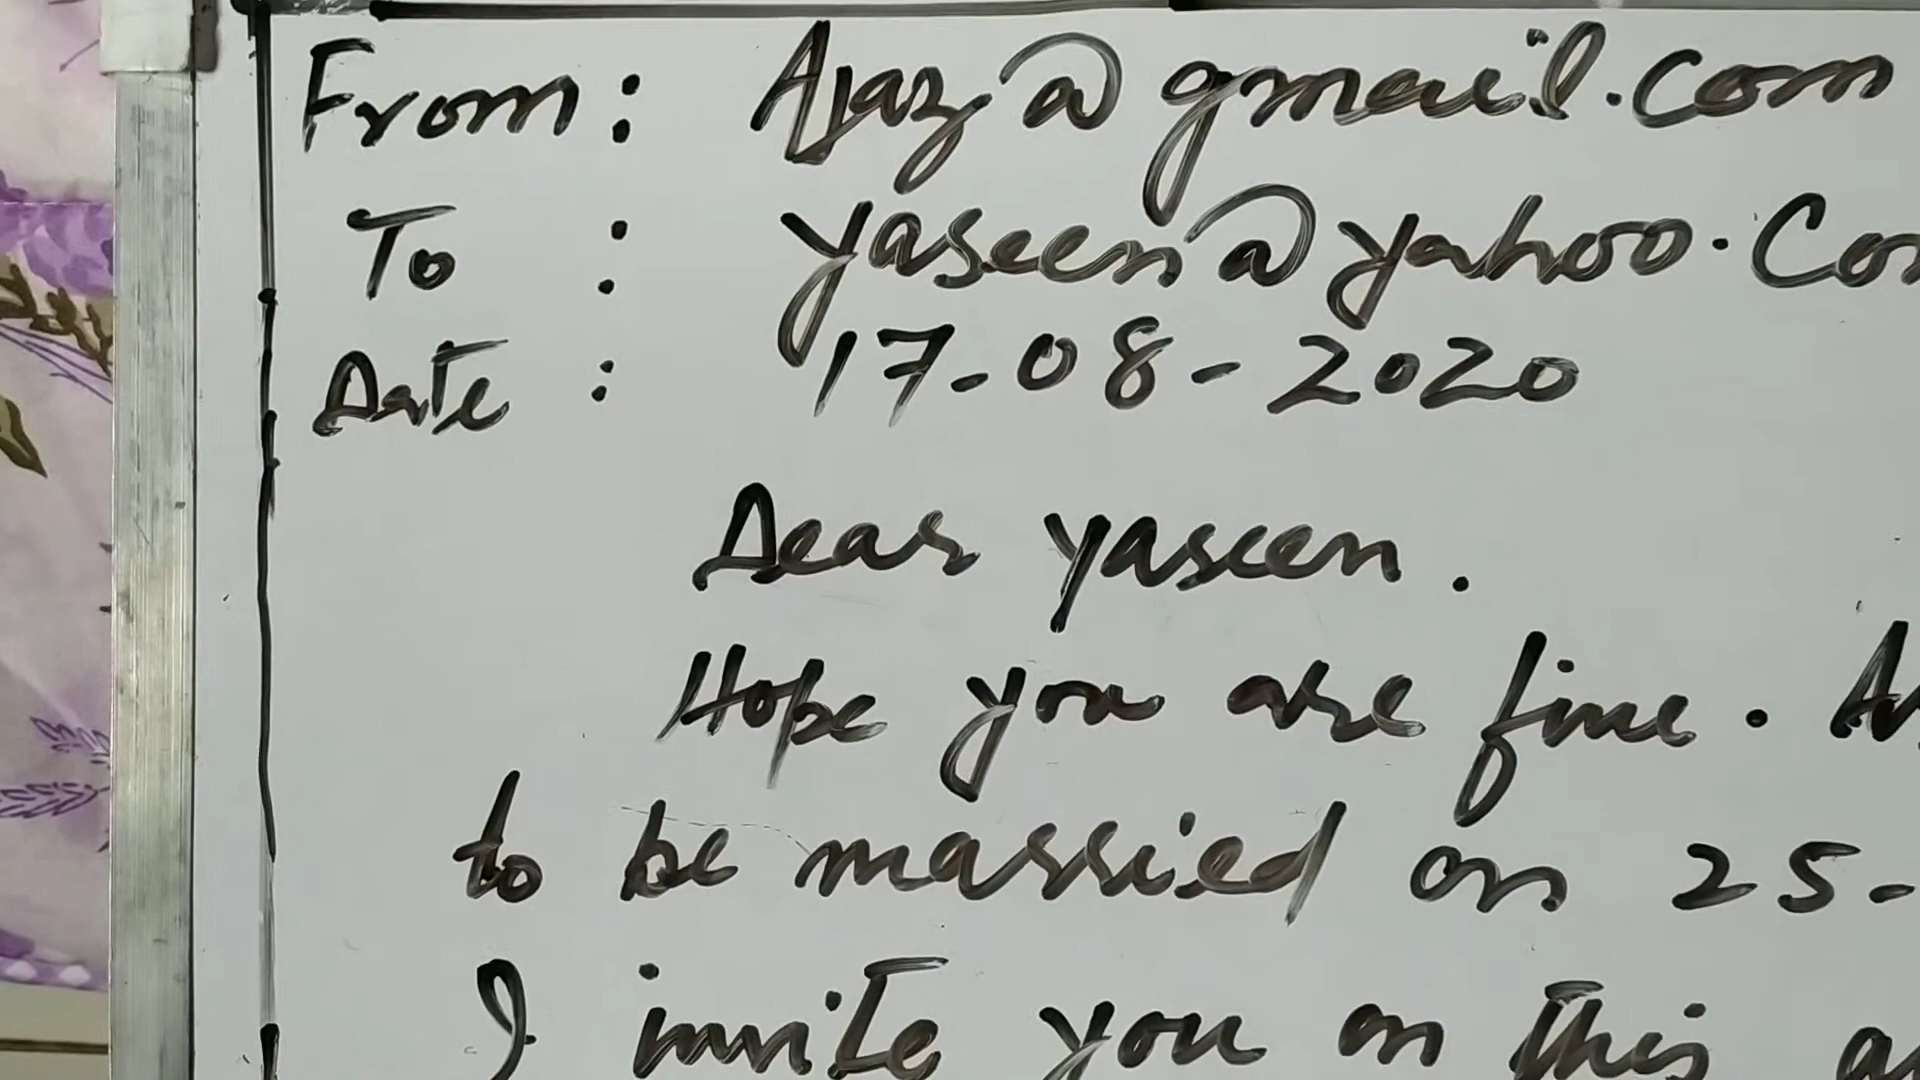 From : Ajaz@gmail.com
To : yaseen@yahoo.Co
Date : 17-08-2020
Dear yaseen.
Hope you are fine.
to be married on 25-
I invite you on This